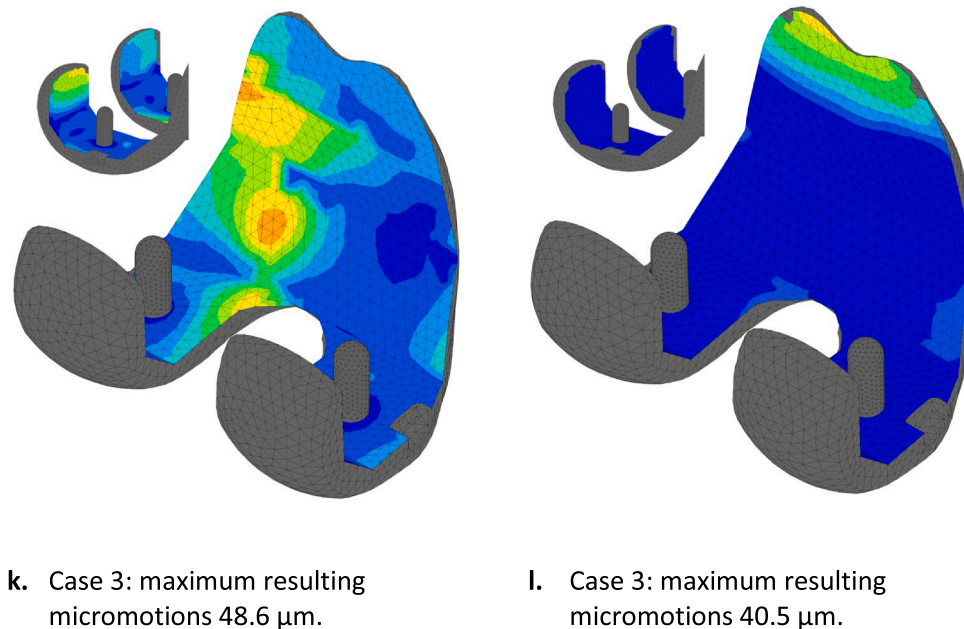 k. Case 3: maximum resulting
micromotions 48.6 µm.
l. Case 3: maximum resulting
micromotions 40.5 µm.